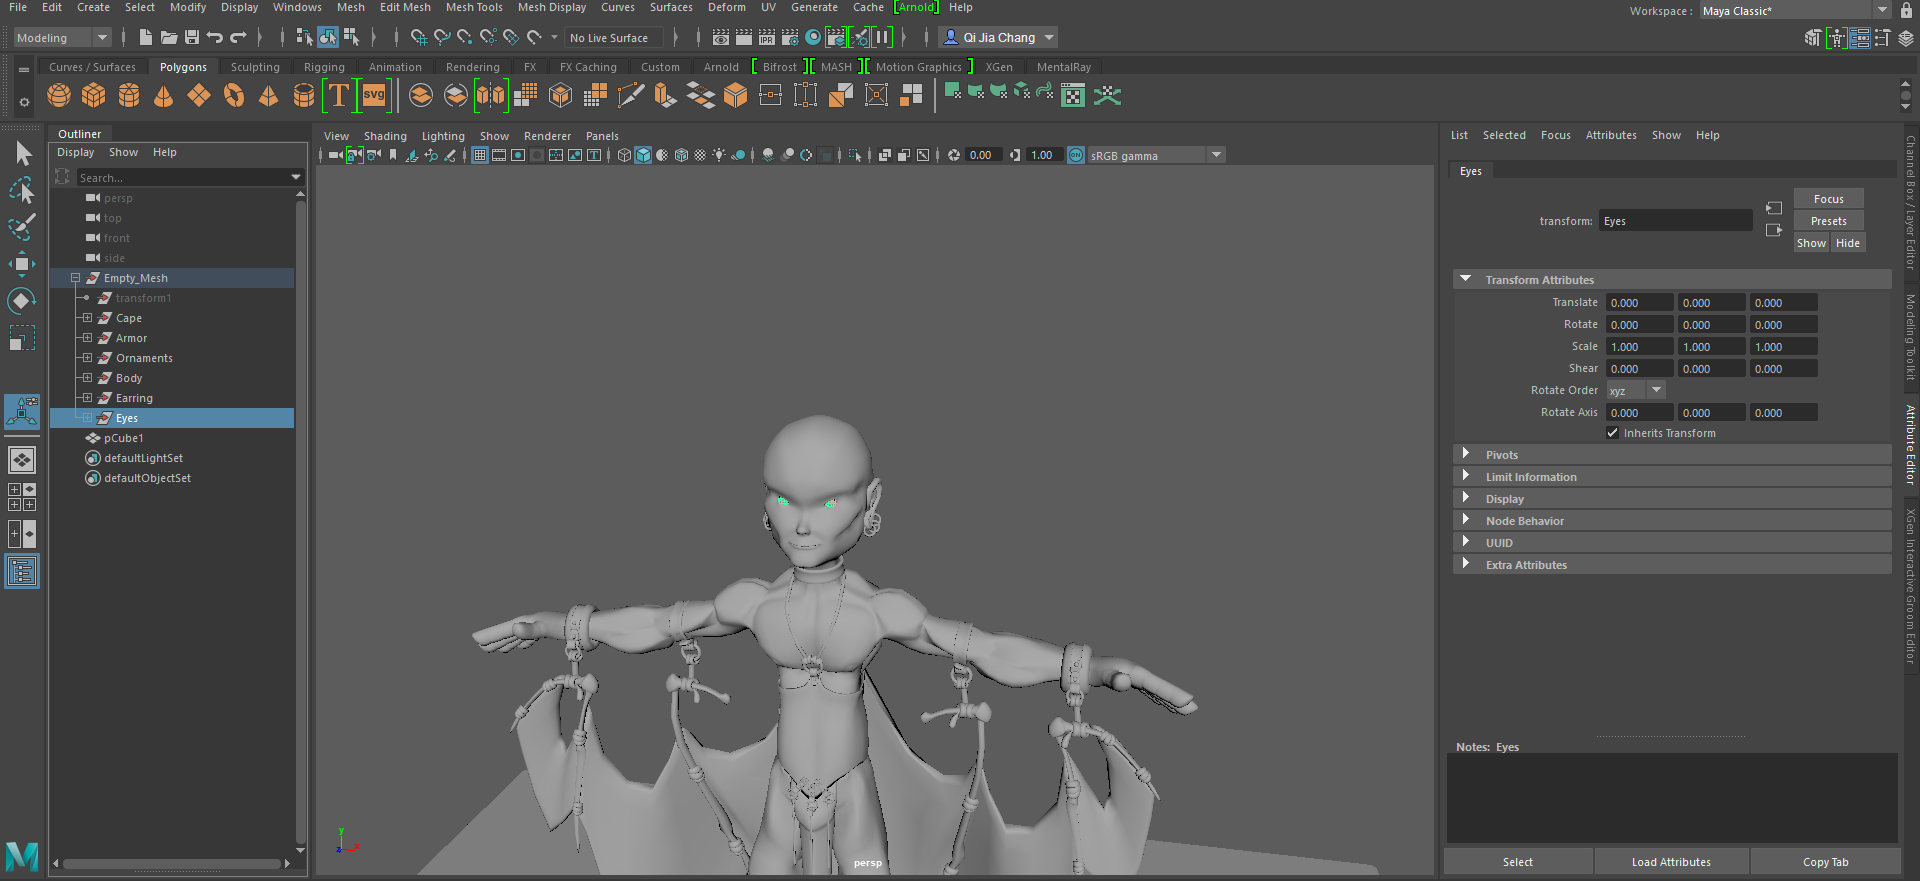 File Edit Create Select Modify Display Windows Mesh Edit Mesh Mesh Tools Mesh Display Curves Surfaces Deform UV Generate Cache [Arnold] Help
Workspace : Maya Classic*
Modeling
No Live Surface
Qi Jia Chang
Curves / Surfaces Polygons Sculpting Rigging Animation Rendering FX FX Caching Custom Arnold Bifrost MASH Motion Graphics XGen MentalRay
T svg
IPR
Outliner
Display Show Help
Search...
persp
top
front
side
Empty_Mesh
transform1
Cape
Armor
Ornaments
Body
Earring
Eyes
pCube1
defaultLightSet
defaultObjectSet
View Shading Lighting Show Renderer Panels
0.00 1.00 ON sRGB gamma
y
z x
persp
List Selected Focus Attributes Show Help
Eyes
transform: Eyes
Focus
Presets
Show Hide
Transform Attributes
Translate 0.000 0.000 0.000
Rotate 0.000 0.000 0.000
Scale 1.000 1.000 1.000
Shear 0.000 0.000 0.000
Rotate Order xyz
Rotate Axis 0.000 0.000 0.000
Inherits Transform
Pivots
Limit Information
Display
Node Behavior
UUID
Extra Attributes
Notes: Eyes
Select Load Attributes Copy Tab
Channel Box / Layer Editor
Modeling Toolkit
Attribute Editor
XGen Interactive Groom Editor
M